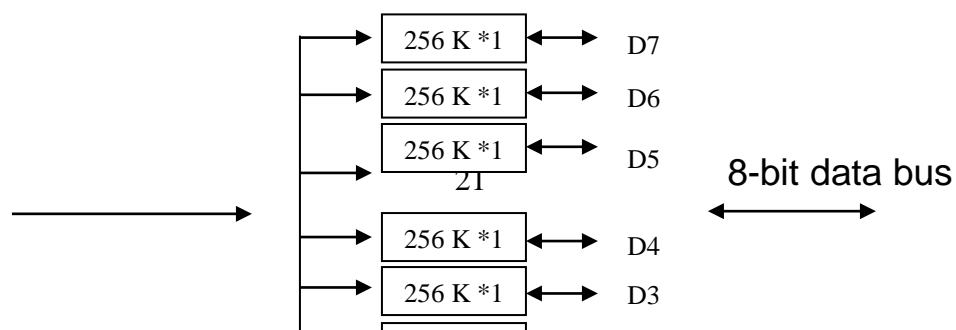 256 K *1 D7
256 K *1 D6
256 K *1 D5
8-bit data bus
256 K *1 D4
256 K *1 D3